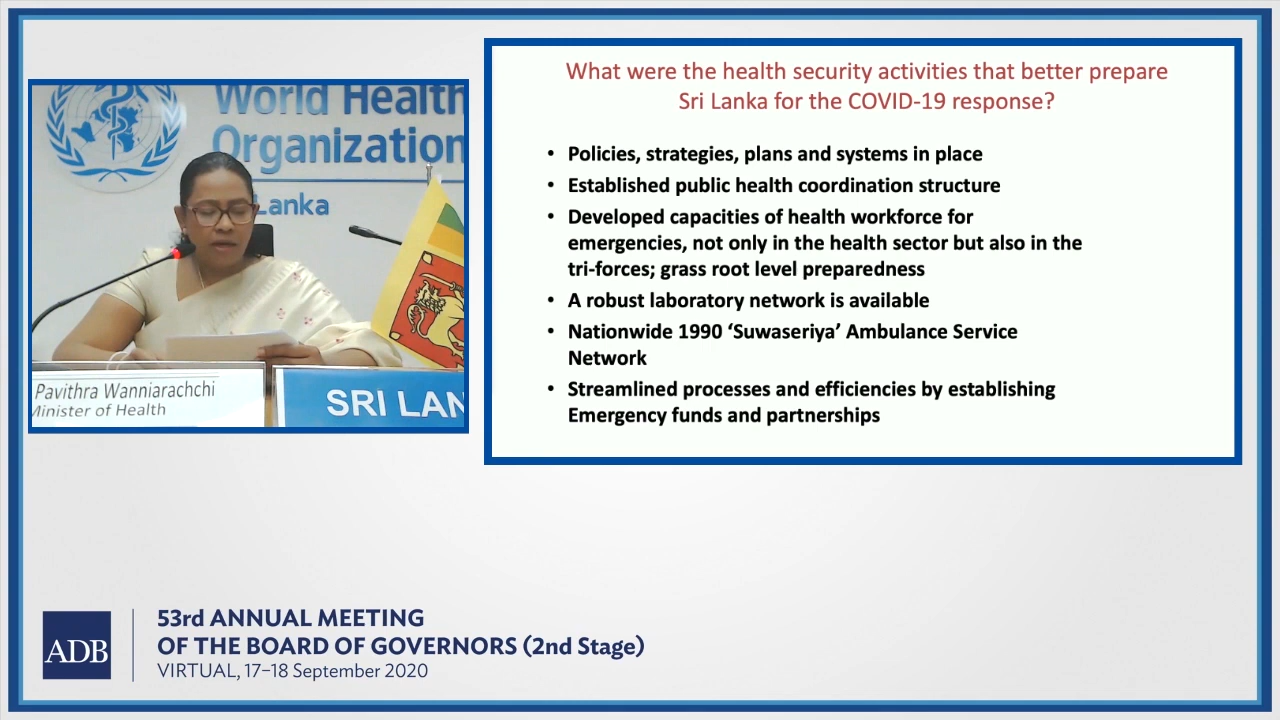 World Health
Organization
Lanka
Pavithra Wanniarachchi
Minister of Health
SRI LAN
What were the health security activities that better prepare
Sri Lanka for the COVID-19 response?
• Policies, strategies, plans and systems in place
• Established public health coordination structure
• Developed capacities of health workforce for
emergencies, not only in the health sector but also in the
tri-forces; grass root level preparedness
• A robust laboratory network is available
• Nationwide 1990 ‘Suwaseriya’ Ambulance Service
Network
• Streamlined processes and efficiencies by establishing
Emergency funds and partnerships
ADB
53rd ANNUAL MEETING
OF THE BOARD OF GOVERNORS (2nd Stage)
VIRTUAL, 17–18 September 2020